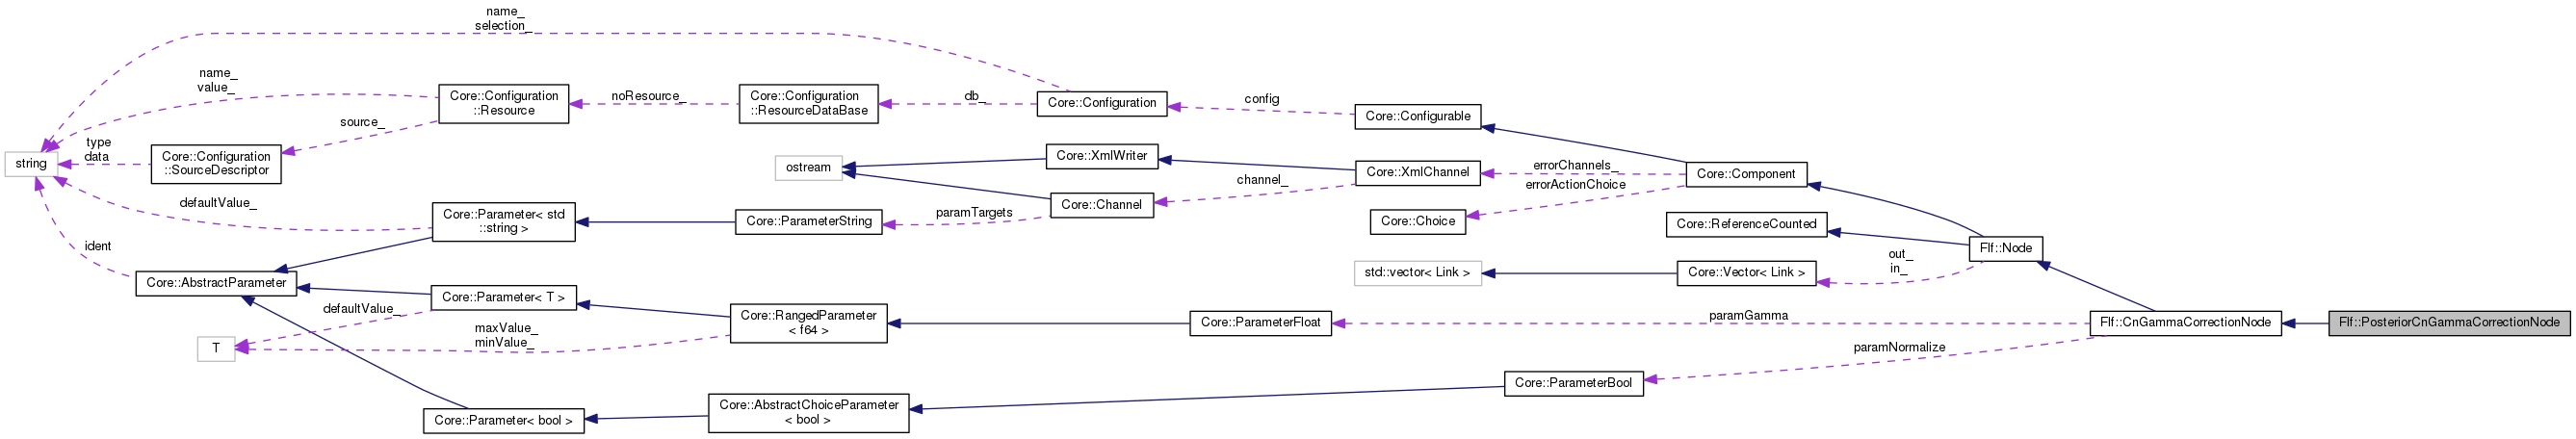 name_
selection_
name_
value_
Core::Configuration
::Resource
noResource_
Core::Configuration
::ResourceDataBase
db_
Core::Configuration
config
Core::Configurable
source_
string
type
data
Core::Configuration
::SourceDescriptor
ostream
Core::XmlWriter
Core::XmlChannel
errorChannels_
errorActionChoice
Core::Component
channel_
Core::Channel
Core::Choice
defaultValue_
Core::Parameter< std
::string >
Core::ParameterString
paramTargets
Core::ReferenceCounted
Flf::Node
ident
out_
in_
Core::AbstractParameter
std::vector< Link >
Core::Vector< Link >
Core::Parameter< T >
defaultValue_
Core::RangedParameter
< f64 >
maxValue_
minValue_
T
Core::ParameterFloat
paramGamma
Flf::CnGammaCorrectionNode
Flf::PosteriorCnGammaCorrectionNode
paramNormalize
Core::ParameterBool
Core::AbstractChoiceParameter
< bool >
Core::Parameter< bool >